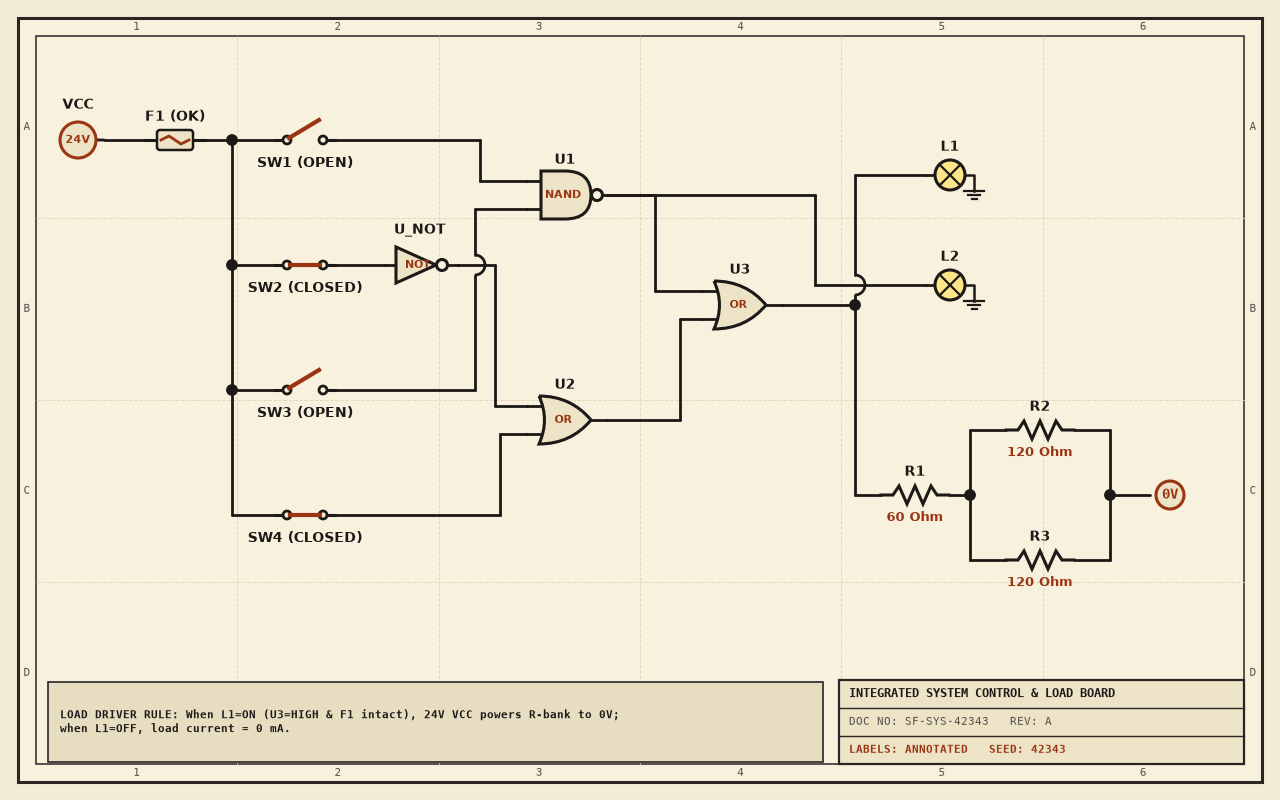 1 2 3 4 5 6
A A
B B
C C
D D
VCC
24V
F1 (OK)
SW1 (OPEN)
U1
NAND
L1
U_NOT
NOT
SW2 (CLOSED)
L2
U3
OR
SW3 (OPEN)
U2
OR
R2
120 Ohm
R1
60 Ohm
0V
SW4 (CLOSED)
R3
120 Ohm
LOAD DRIVER RULE: When L1=ON (U3=HIGH & F1 intact), 24V VCC powers R-bank to 0V;
when L1=OFF, load current = 0 mA.
INTEGRATED SYSTEM CONTROL & LOAD BOARD
DOC NO: SF-SYS-42343 REV: A
LABELS: ANNOTATED SEED: 42343
1 2 3 4 5 6